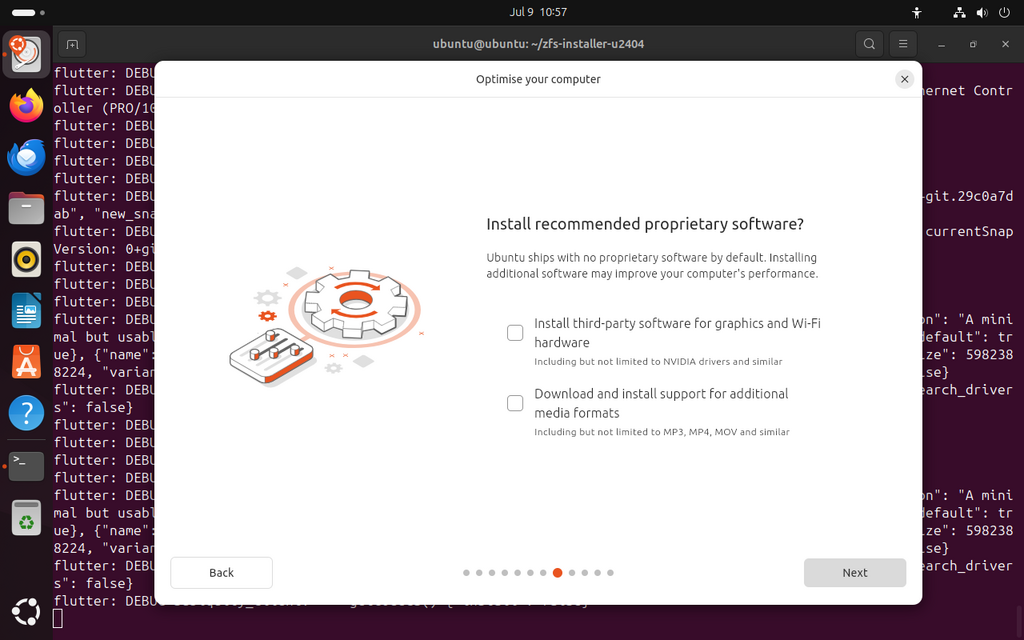 Jul 9 10:57
ubuntu@ubuntu: ~/zfs-installer-u2404
flutter: DEBU
flutter: DEBU ernet Contr
oller (PRO/10
flutter: DEBU
flutter: DEBU
flutter: DEBU
flutter: DEBU
flutter: DEBU -git.29c0a7d
ab", "new_sna
flutter: DEBU currentSnap
Version: 0+gi
flutter: DEBU
flutter: DEBU
flutter: DEBU
flutter: DEBU on": "A mini
mal but usabl default": tr
ue}, {"name": ize": 598238
8224, "varian lse}
flutter: DEBU earch_driver
s": false}
flutter: DEBU
flutter: DEBU
flutter: DEBU
flutter: DEBU
flutter: DEBU on": "A mini
mal but usabl default": tr
ue}, {"name": ize": 598238
8224, "varian lse}
flutter: DEBU earch_driver
s": false}
flutter: DEBU
Optimise your computer
Install recommended proprietary software?
Ubuntu ships with no proprietary software by default. Installing
additional software may improve your computer's performance.
Install third-party software for graphics and Wi-Fi
hardware
Including but not limited to NVIDIA drivers and similar
Download and install support for additional
media formats
Including but not limited to MP3, MP4, MOV and similar
Back
Next